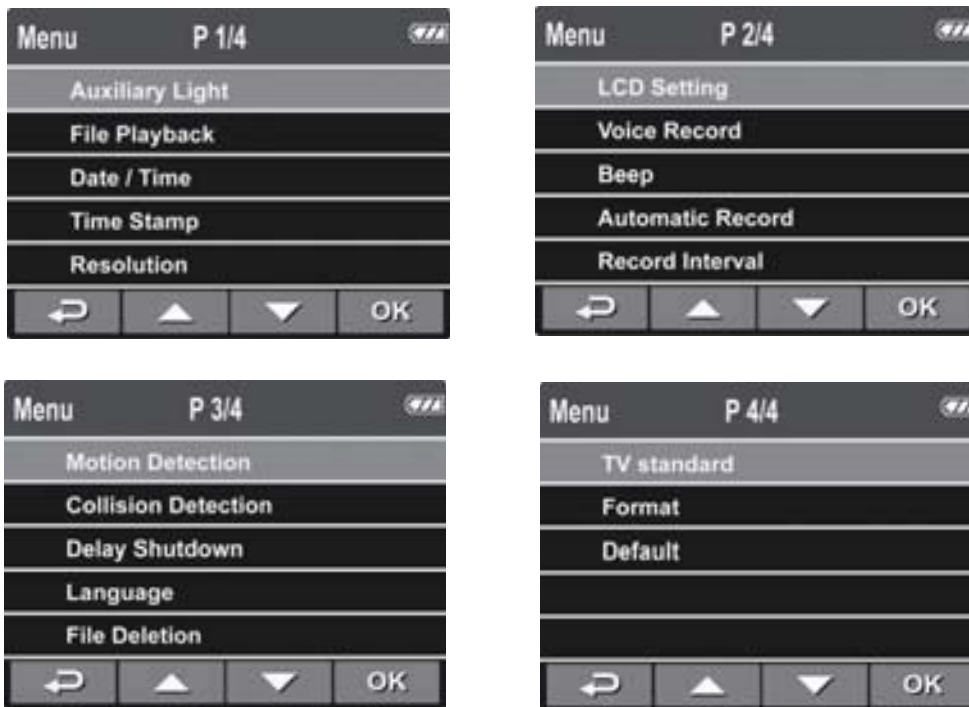 Menu P 1/4
Auxiliary Light
File Playback
Date / Time
Time Stamp
Resolution
OK
Menu P 2/4
LCD Setting
Voice Record
Beep
Automatic Record
Record Interval
OK
Menu P 3/4
Motion Detection
Collision Detection
Delay Shutdown
Language
File Deletion
OK
Menu P 4/4
TV standard
Format
Default
OK